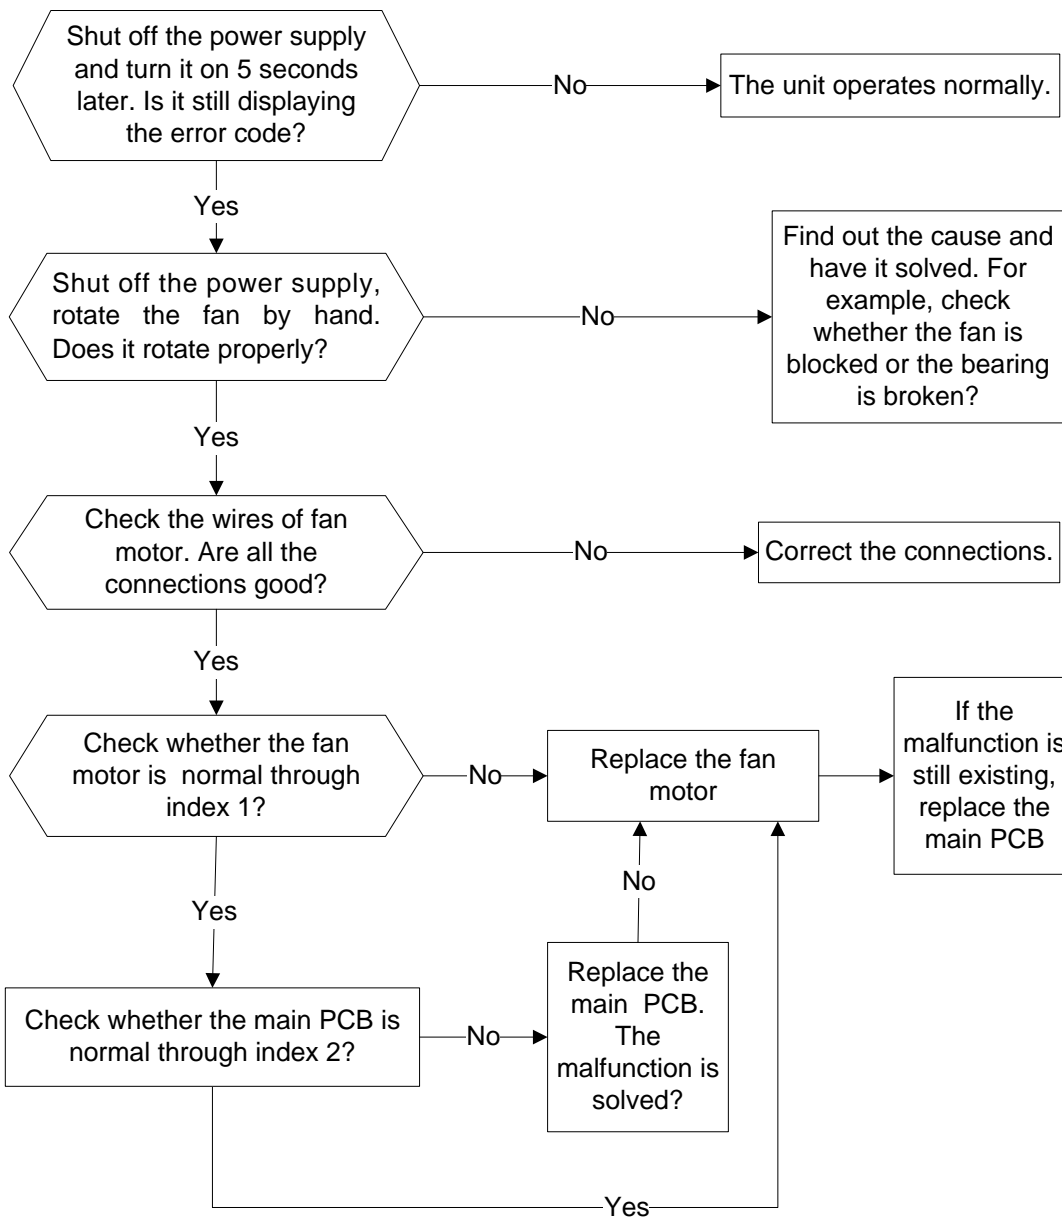 Shut off the power supply
and turn it on 5 seconds
later. Is it still displaying
the error code?
No
The unit operates normally.
Yes
Shut off the power supply,
rotate the fan by hand.
Does it rotate properly?
No
Find out the cause and
have it solved. For
example, check
whether the fan is
blocked or the bearing
is broken?
Yes
Check the wires of fan
motor. Are all the
connections good?
No
Correct the connections.
Yes
Check whether the fan
motor is normal through
index 1?
No
Replace the fan
motor
If the
malfunction is
still existing,
replace the
main PCB
Yes
No
Check whether the main PCB is
normal through index 2?
No
Replace the
main PCB.
The
malfunction is
solved?
Yes